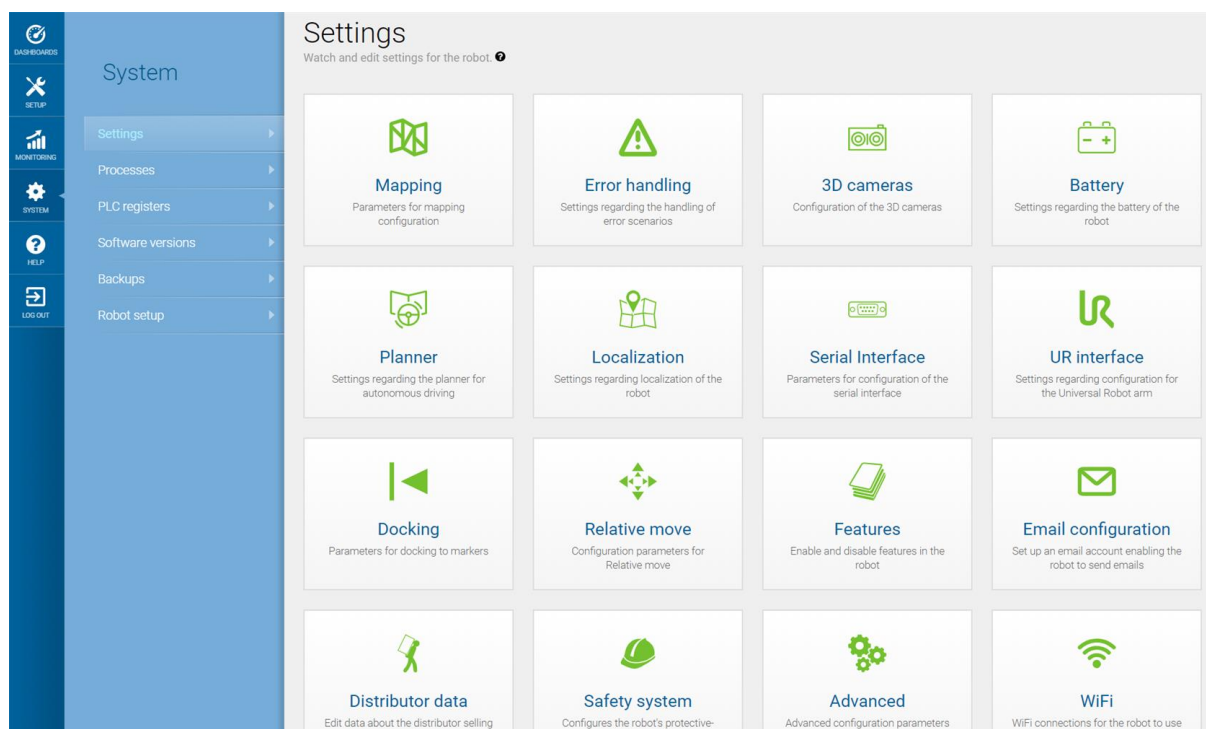 DASHBOARDS
SETUP
MONITORING
SYSTEM
HELP
LOG OUT
System
Settings
Processes
PLC registers
Software versions
Backups
Robot setup
Settings
Watch and edit settings for the robot.
Mapping
Parameters for mapping
configuration
Error handling
Settings regarding the handling of
error scenarios
3D cameras
Configuration of the 3D cameras
Battery
Settings regarding the battery of the
robot
Planner
Settings regarding the planner for
autonomous driving
Localization
Settings regarding localization of the
robot
Serial Interface
Parameters for configuration of the
serial interface
UR interface
Settings regarding configuration for
the Universal Robot arm
Docking
Parameters for docking to markers
Relative move
Configuration parameters for
Relative move
Features
Enable and disable features in the
robot
Email configuration
Set up an email account enabling the
robot to send emails
Distributor data
Edit data about the distributor selling
Safety system
Configures the robot's protective-
Advanced
Advanced configuration parameters
WiFi
WiFi connections for the robot to use